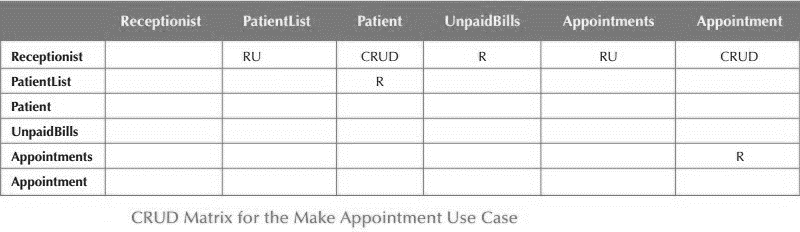 Receptionist PatientList Patient UnpaidBills Appointments Appointment
Receptionist RU CRUD R RU CRUD
PatientList R
Patient
UnpaidBills
Appointments R
Appointment
CRUD Matrix for the Make Appointment Use Case